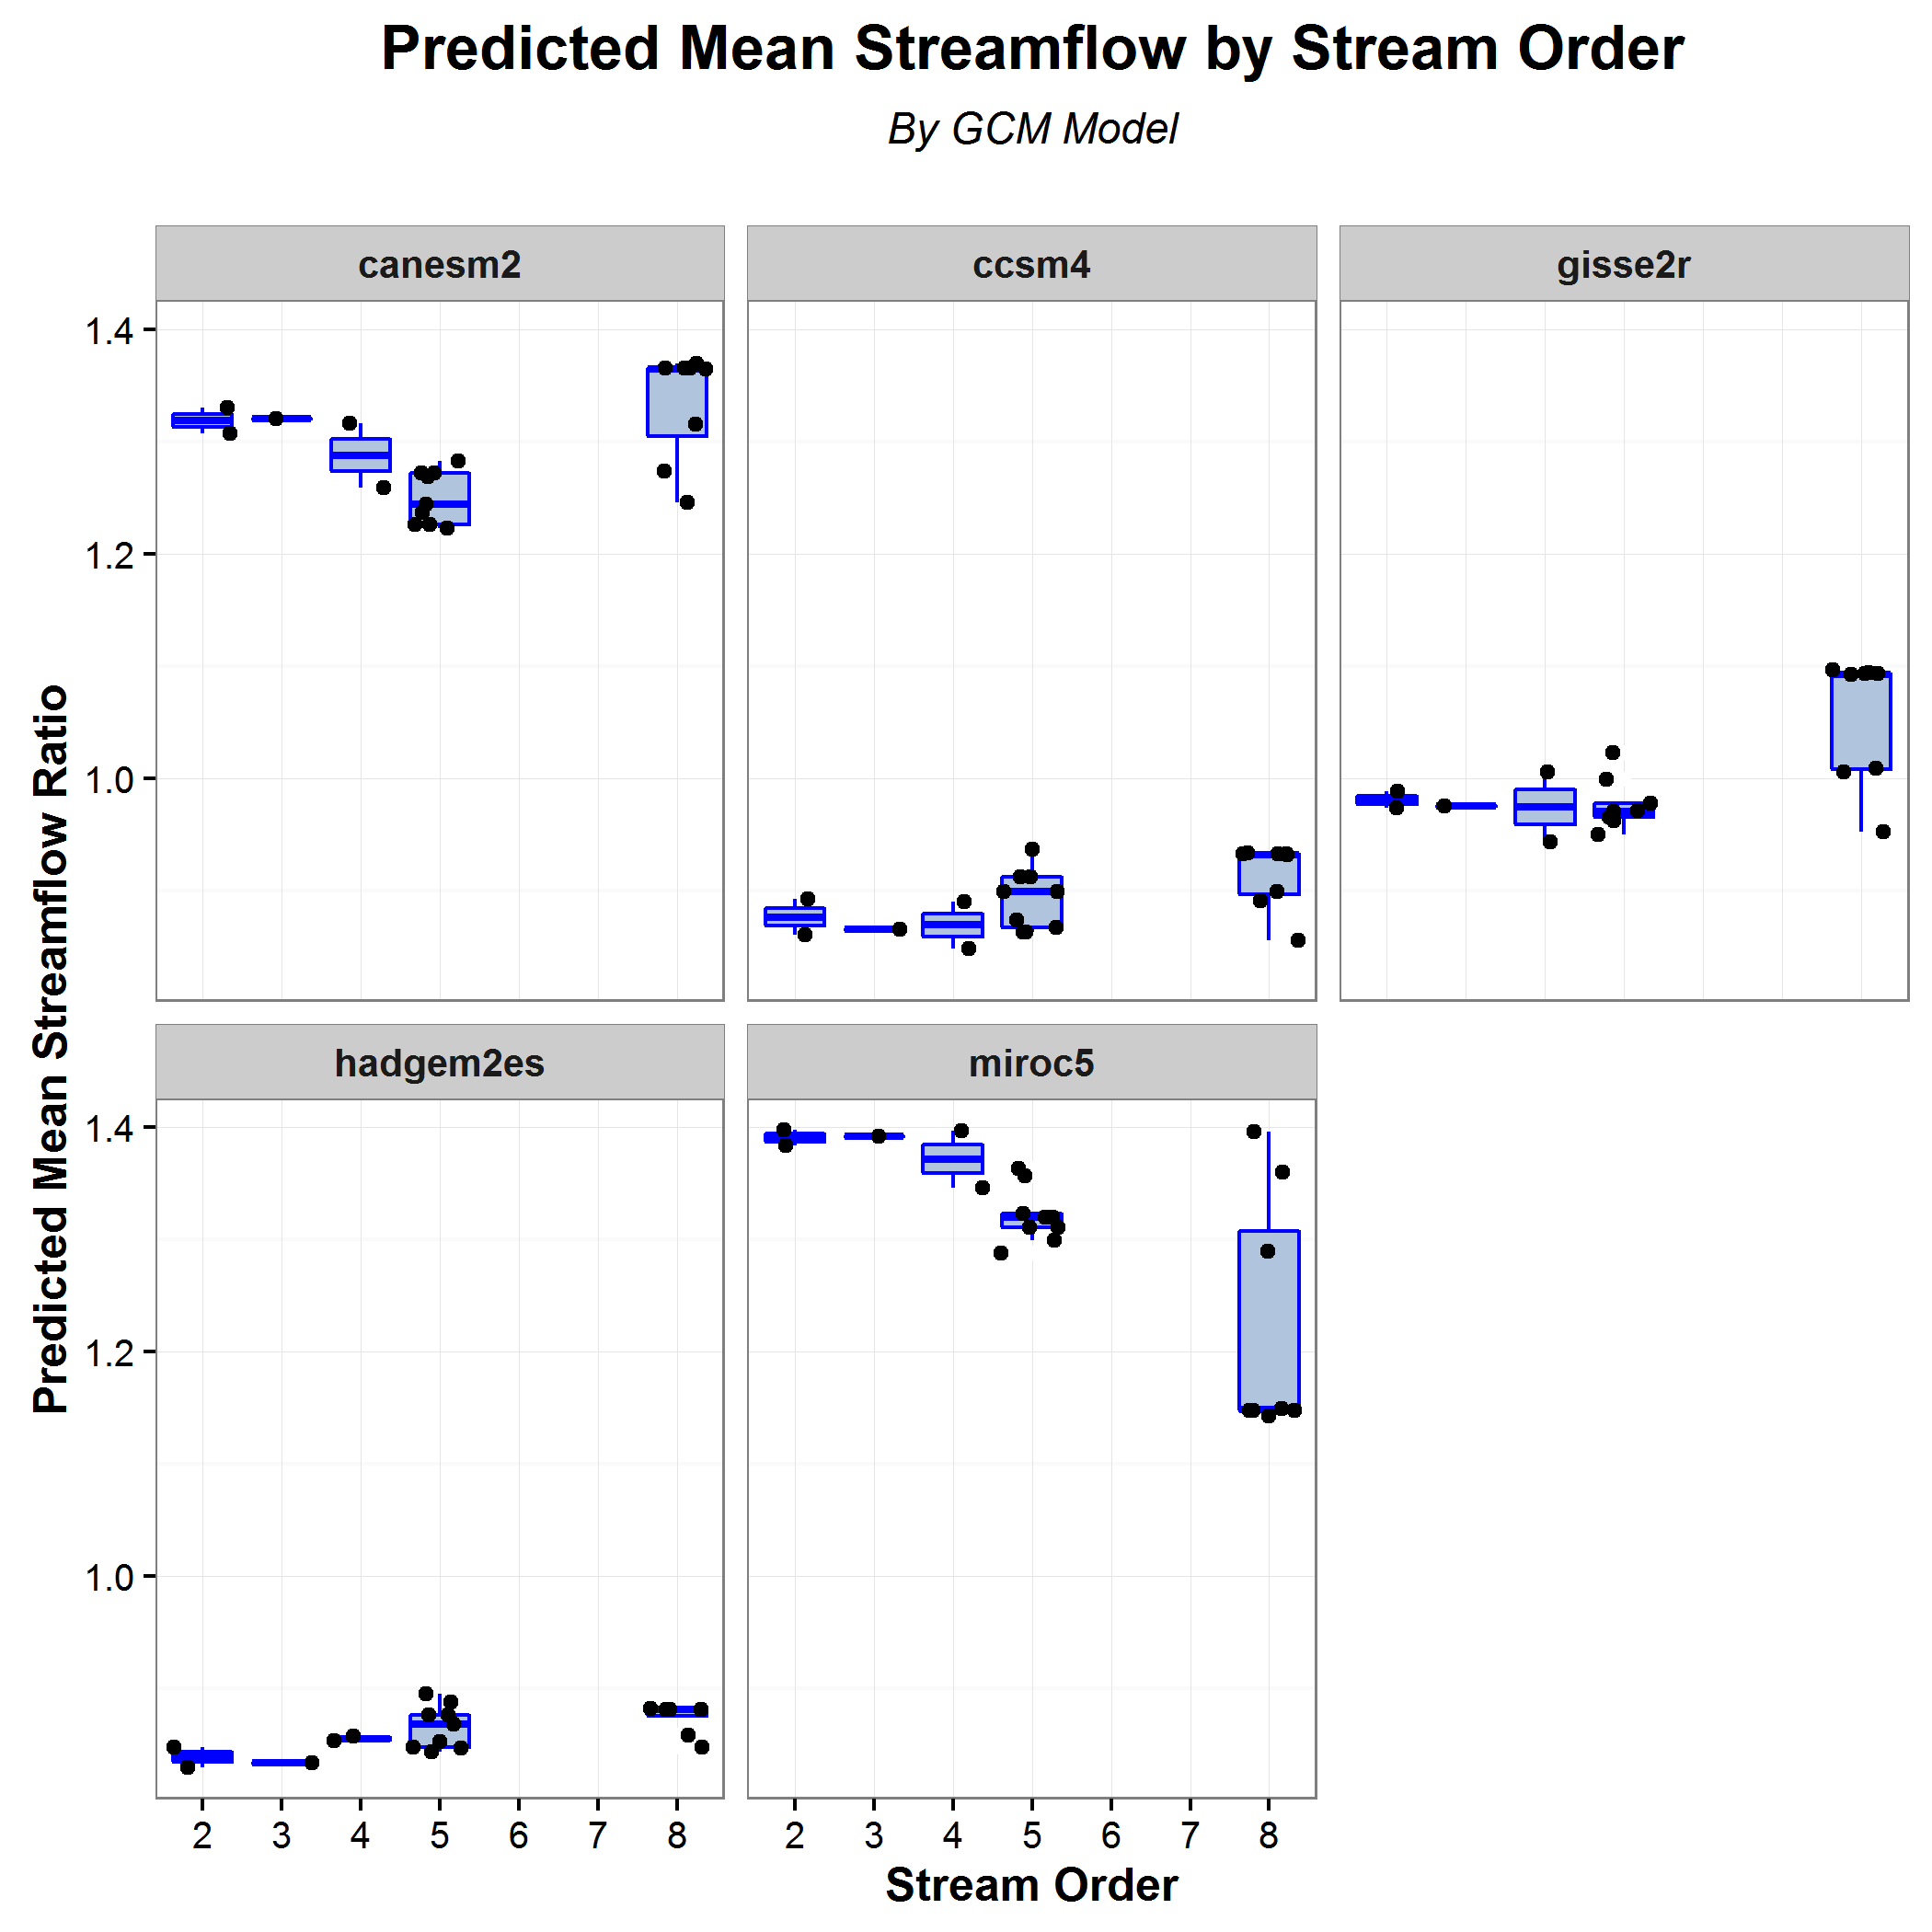 Predicted Mean Streamflow by Stream Order
By GCM Model
canesm2
ccsm4
gisse2r
1.4
1.2
1.0
Predicted Mean Streamflow Ratio
hadgem2es
miroc5
1.4
1.2
1.0
2 3 4 5 6 7 8
2 3 4 5 6 7 8
Stream Order